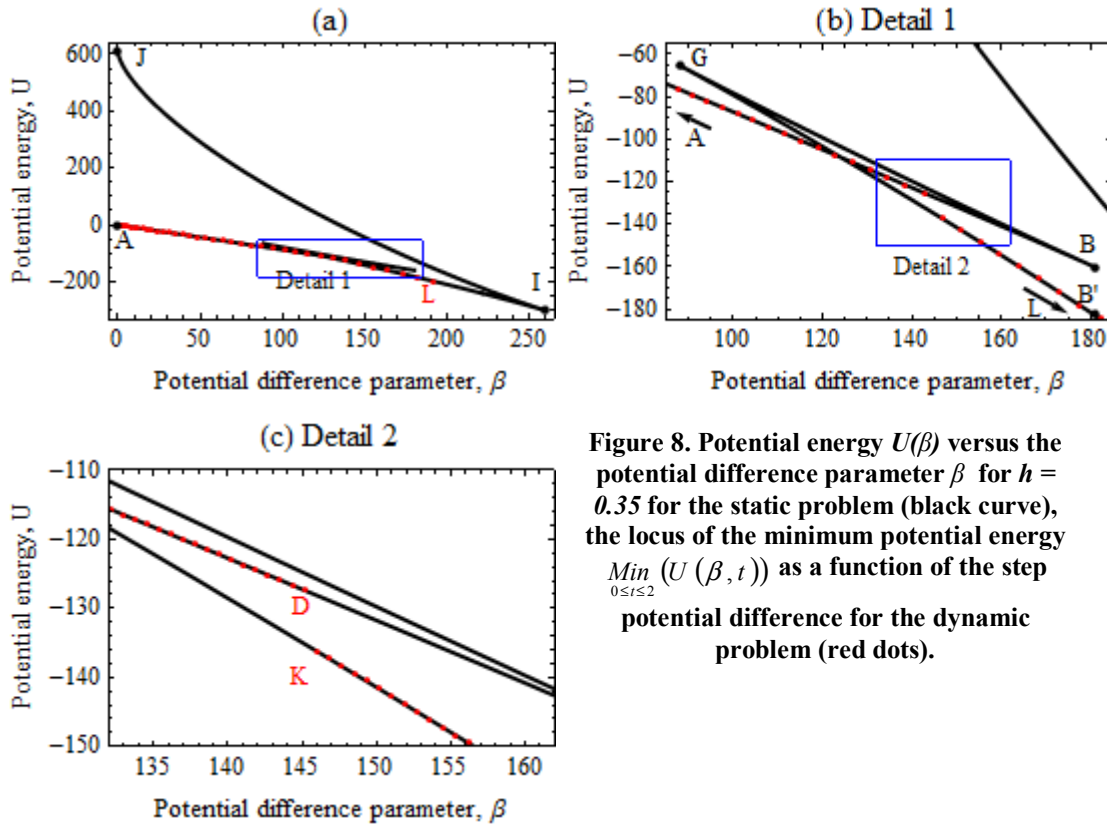 (a)
Potential energy, U
600
400
200
0
−200
J
A
Detail 1
L
I
0 50 100 150 200 250
Potential difference parameter, β
(b) Detail 1
Potential energy, U
−60
−80
−100
−120
−140
−160
−180
G
A
B
Detail 2
B'
L
100 120 140 160 180
Potential difference parameter, β
(c) Detail 2
Potential energy, U
−110
−120
−130
−140
−150
D
K
135 140 145 150 155 160
Potential difference parameter, β
Figure 8. Potential energy U(β) versus the
potential difference parameter β for h =
0.35 for the static problem (black curve),
the locus of the minimum potential energy
Min (U (β, t)) as a function of the step
0≤t≤2
potential difference for the dynamic
problem (red dots).